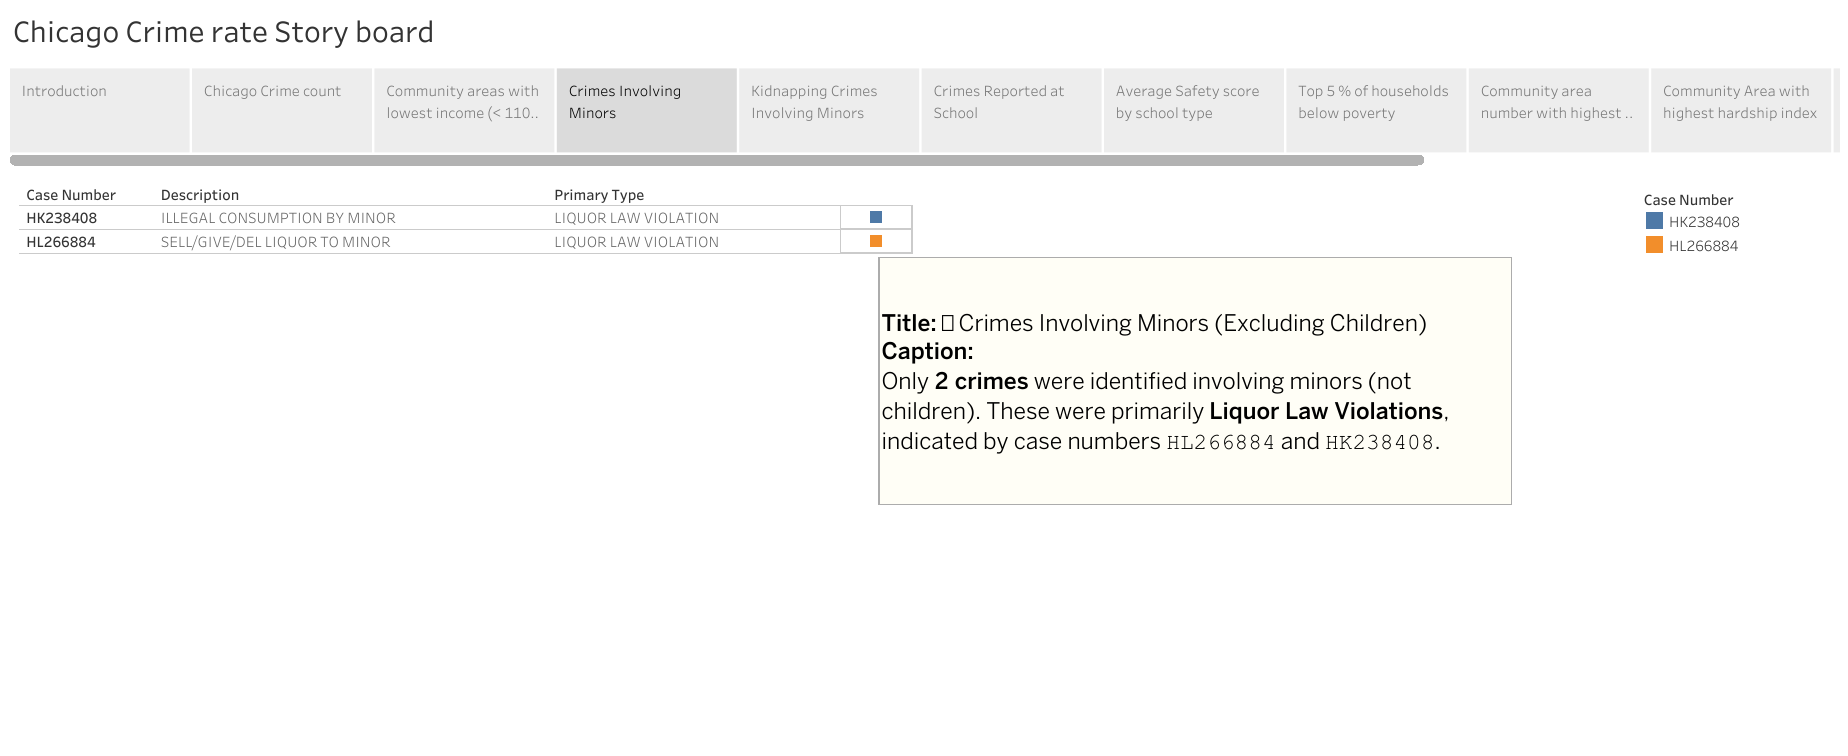 Chicago Crime rate Story board
Introduction
Chicago Crime count
Community areas with
lowest income (< 110..
Crimes Involving
Minors
Kidnapping Crimes
Involving Minors
Crimes Reported at
School
Average Safety score
by school type
Top 5 % of households
below poverty
Community area
number with highest ..
Community Area with
highest hardship index
Case Number Description Primary Type
HK238408 ILLEGAL CONSUMPTION BY MINOR LIQUOR LAW VIOLATION
HL266884 SELL/GIVE/DEL LIQUOR TO MINOR LIQUOR LAW VIOLATION
Case Number
HK238408
HL266884
Title: Crimes Involving Minors (Excluding Children)
Caption:
Only 2 crimes were identified involving minors (not
children). These were primarily Liquor Law Violations,
indicated by case numbers HL266884 and HK238408.